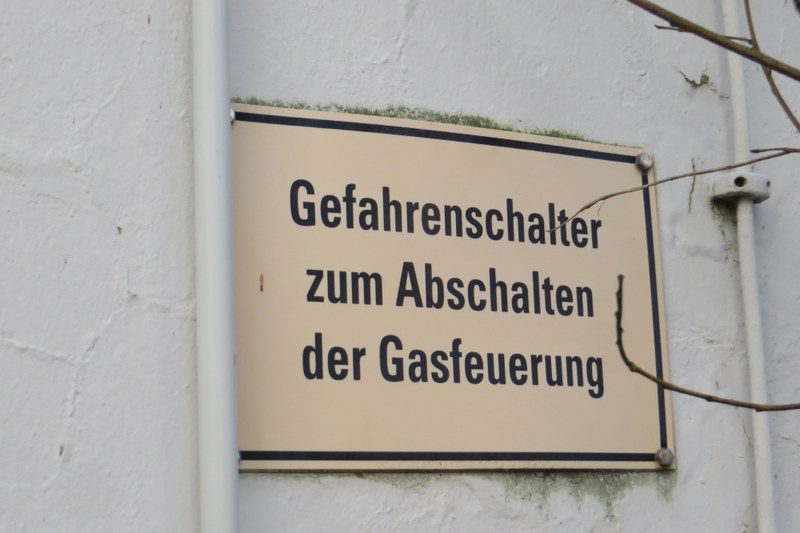 Gefahrenschalter
zum Abschalten
der Gasfeuerung